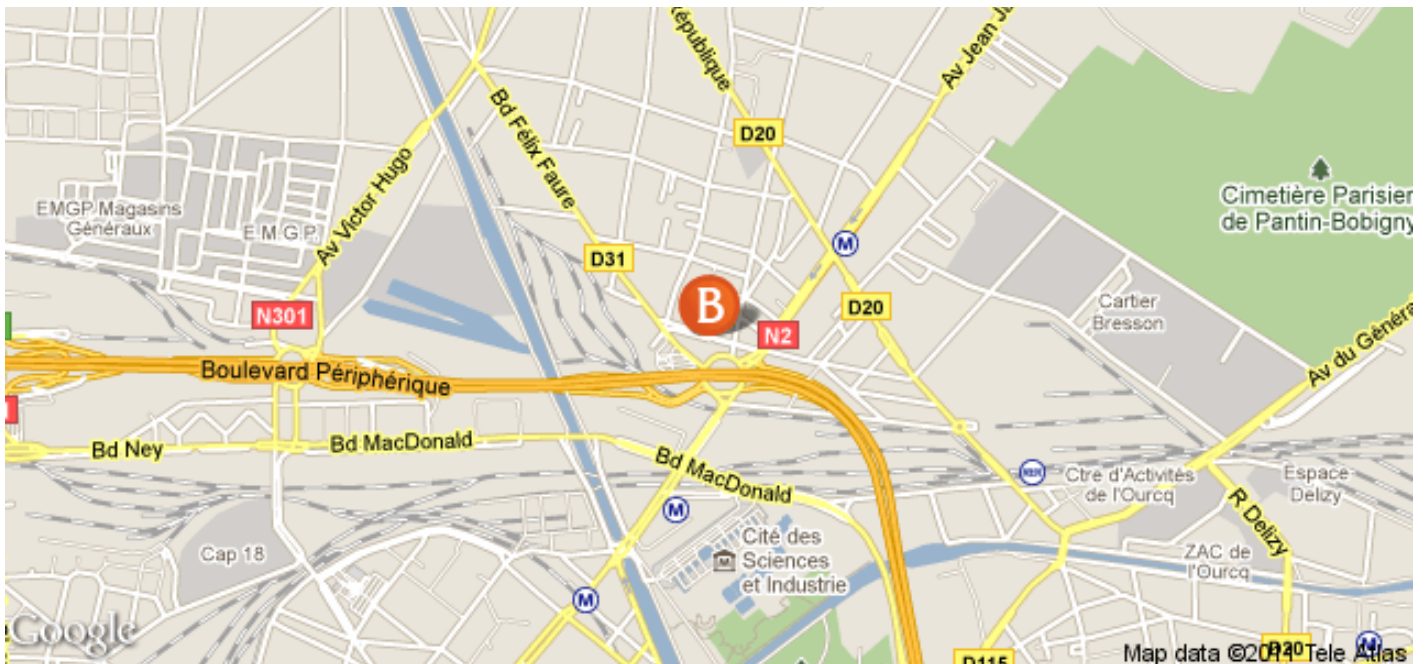 République
Av Jean Ja
Bd Félix Faure
D20
Av Victor Hugo
Cimetière Parisien
de Pantin-Bobigny
EMGP Magasins
Généraux
E.M.G.P.
M
D31
B
N301
N2
D20
Cartier
Bresson
Boulevard Périphérique
Av du Généra
Bd Ney
Bd MacDonald
Bd MacDonald
RER
Ctre d'Activités
de l'Ourcq
Espace
Delizy
R Delizy
M
Cap 18
Cité des
Sciences
et Industrie
ZAC de
l'Ourcq
M
Google
D115
D20
M
Map data ©2011 Tele Atlas